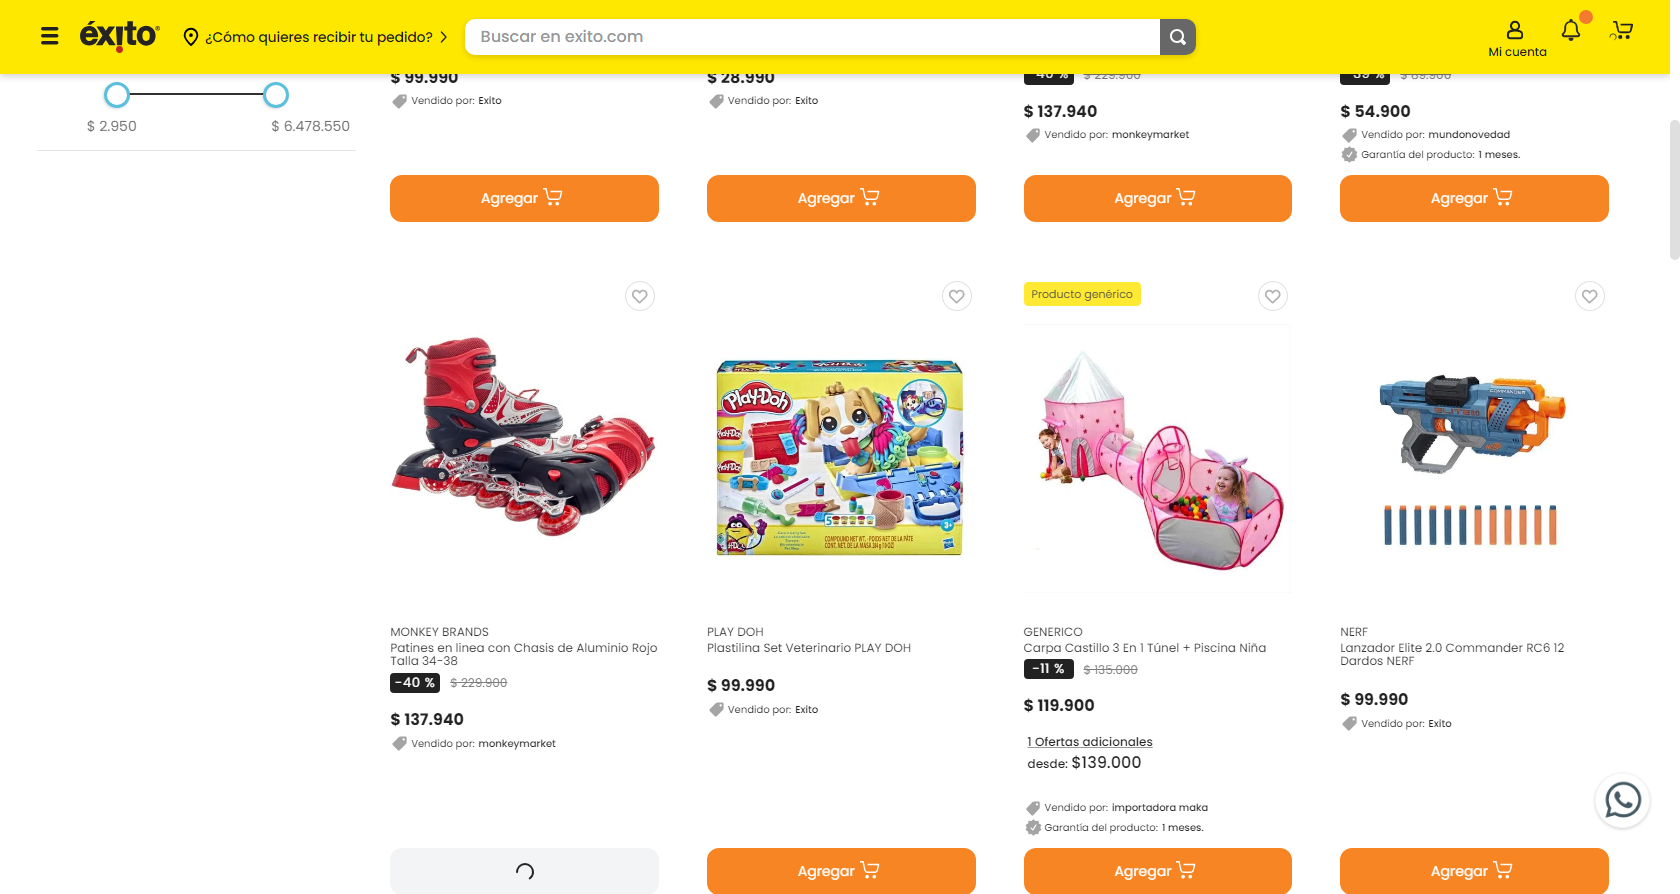 éxito
¿Cómo quieres recibir tu pedido?
Buscar en exito.com
Mi cuenta
$ 2.950
$ 6.478.550
$ 99.990
Vendido por: Exito
Agregar
$ 28.990
Vendido por: Exito
Agregar
-40 %
$ 229.900
$ 137.940
Vendido por: monkeymarket
Agregar
-39 %
$ 89.900
$ 54.900
Vendido por: mundonovedad
Garantía del producto: 1 meses.
Agregar
MONKEY BRANDS
Patines en linea con Chasis de Aluminio Rojo
Talla 34-38
-40 %
$ 229.900
$ 137.940
Vendido por: monkeymarket
Play-Doh
PLAY DOH
Plastilina Set Veterinario PLAY DOH
$ 99.990
Vendido por: Exito
Agregar
Producto genérico
GENERICO
Carpa Castillo 3 En 1 Túnel + Piscina Niña
-11 %
$ 135.000
$ 119.900
1 Ofertas adicionales
desde: $139.000
Vendido por: importadora maka
Garantía del producto: 1 meses.
Agregar
NERF
Lanzador Elite 2.0 Commander RC6 12
Dardos NERF
$ 99.990
Vendido por: Exito
Agregar